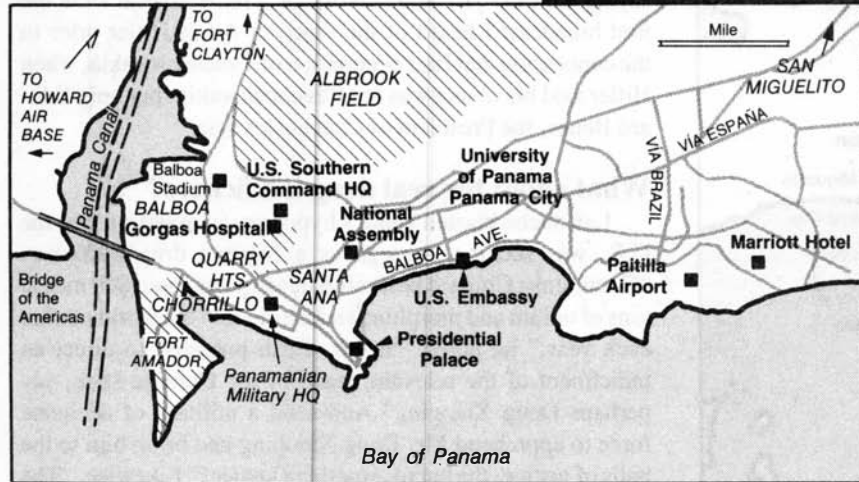 TO
FORT
CLAYTON
TO
HOWARD
AIR
BASE
Panama Canal
ALBROOK
FIELD
Mile
SAN
MIGUELITO
VÍA ESPAÑA
VÍA BRAZIL
Balboa
Stadium
BALBOA
U.S. Southern
Command HQ
Gorgas Hospital
University
of Panama
Panama City
National
Assembly
BALBOA AVE.
Marriott Hotel
Paitilla
Airport
QUARRY
HTS.
SANTA
ANA
U.S. Embassy
Bridge
of the
Americas
CHORRILLO
FORT
AMADOR
Presidential
Palace
Panamanian
Military HQ
Bay of Panama